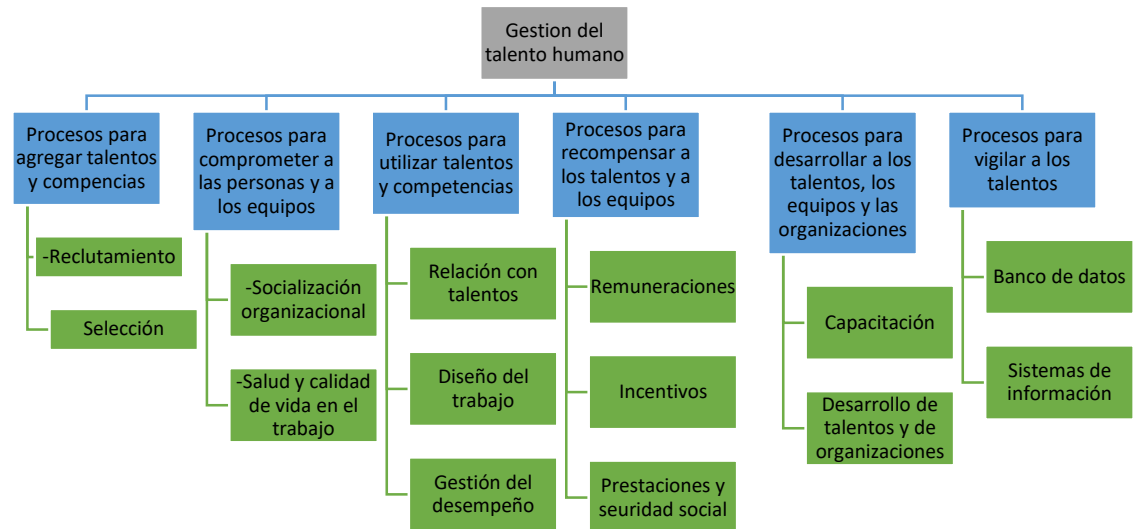 Gestion del
talento humano
Procesos para
agregar talentos
y compencias
-Reclutamiento
Selección
Procesos para
comprometer a
las personas y a
los equipos
-Socialización
organizacional
-Salud y calidad
de vida en el
trabajo
Procesos para
utilizar talentos
y competencias
Relación con
talentos
Diseño del
trabajo
Gestión del
desempeño
Procesos para
recompensar a
los talentos y a
los equipos
Remuneraciones
Incentivos
Prestaciones y
seuridad social
Procesos para
desarrollar a los
talentos, los
equipos y las
organizaciones
Capacitación
Desarrollo de
talentos y de
organizaciones
Procesos para
vigilar a los
talentos
Banco de datos
Sistemas de
información